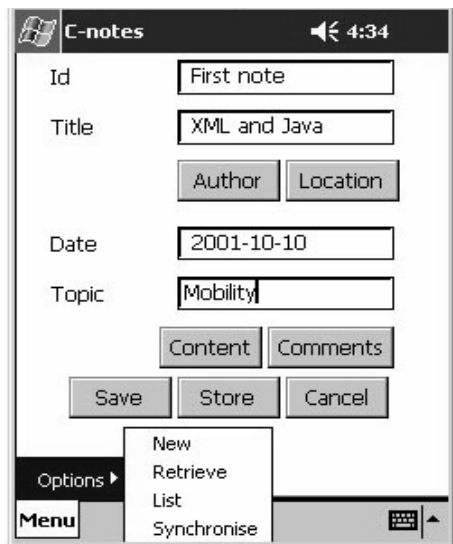 C-notes 4:34
Id First note
Title XML and Java
Author Location
Date 2001-10-10
Topic Mobility
Content Comments
Save Store Cancel
New
Options Retrieve
List
Menu Synchronise